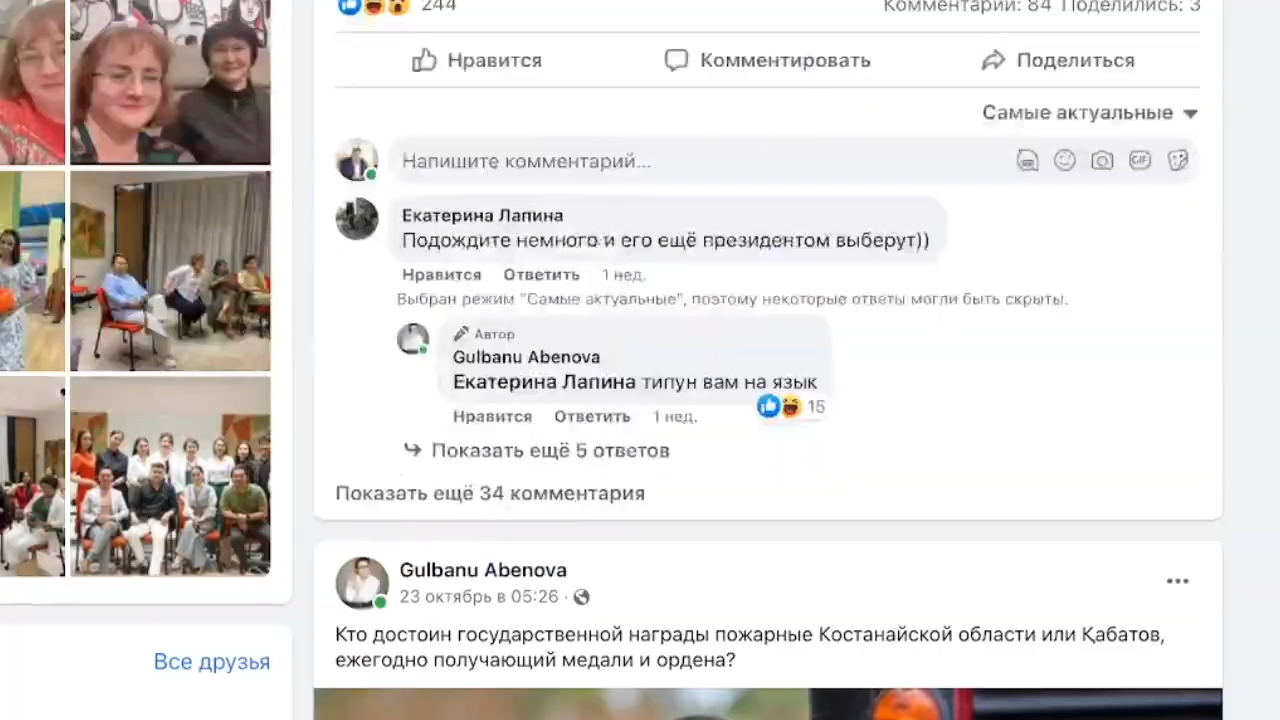 244
Комментарии: 84 Поделились: 3
Нравится
Комментировать
Поделиться
Самые актуальные
Напишите комментарий...
GIF
Екатерина Лапина
Подождите немного и его ещё президентом выберут))
Нравится Ответить 1 нед.
Выбран режим "Самые актуальные", поэтому некоторые ответы могли быть скрыты.
Автор
Gulbanu Abenova
Екатерина Лапина типун вам на язык
15
Нравится Ответить 1 нед.
Показать ещё 5 ответов
Показать ещё 34 комментария
Gulbanu Abenova
23 октябрь в 05:26 ·
Кто достоин государственной награды пожарные Костанайской области или Қабатов,
ежегодно получающий медали и ордена?
Все друзья